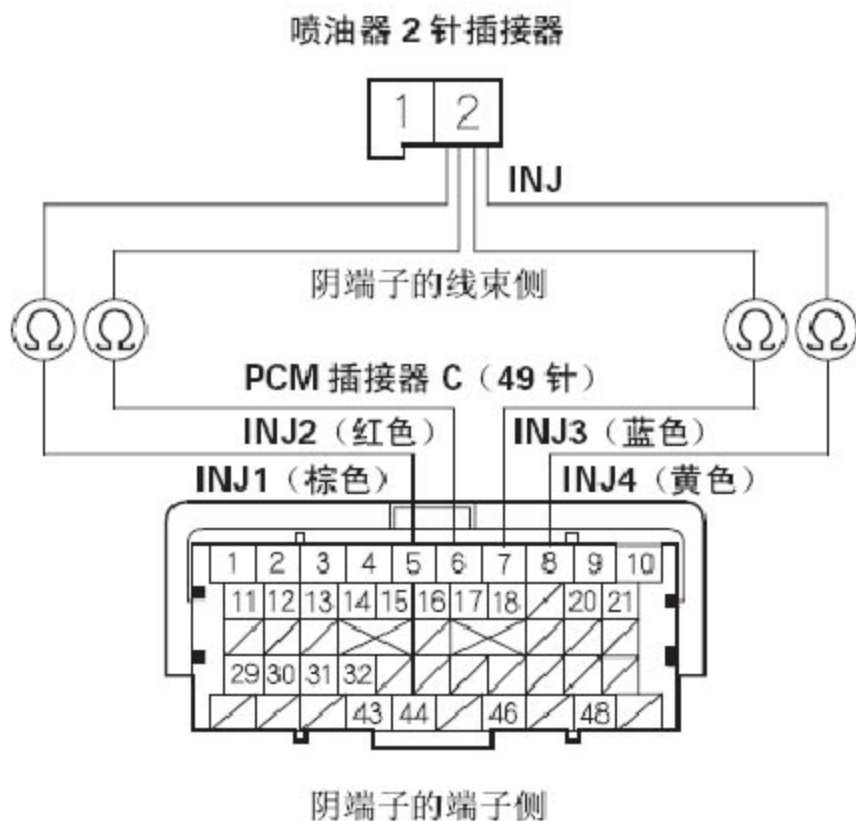 喷油器 2 针插接器
1 2
INJ
阴端子的线束侧
Ω Ω Ω Ω
PCM 插接器 C（49 针）
INJ2（红色） INJ3（蓝色）
INJ1（棕色） INJ4（黄色）
1 2 3 4 5 6 7 8 9 10
11 12 13 14 15 16 17 18 20 21
29 30 31 32
43 44 46 48
阴端子的端子侧